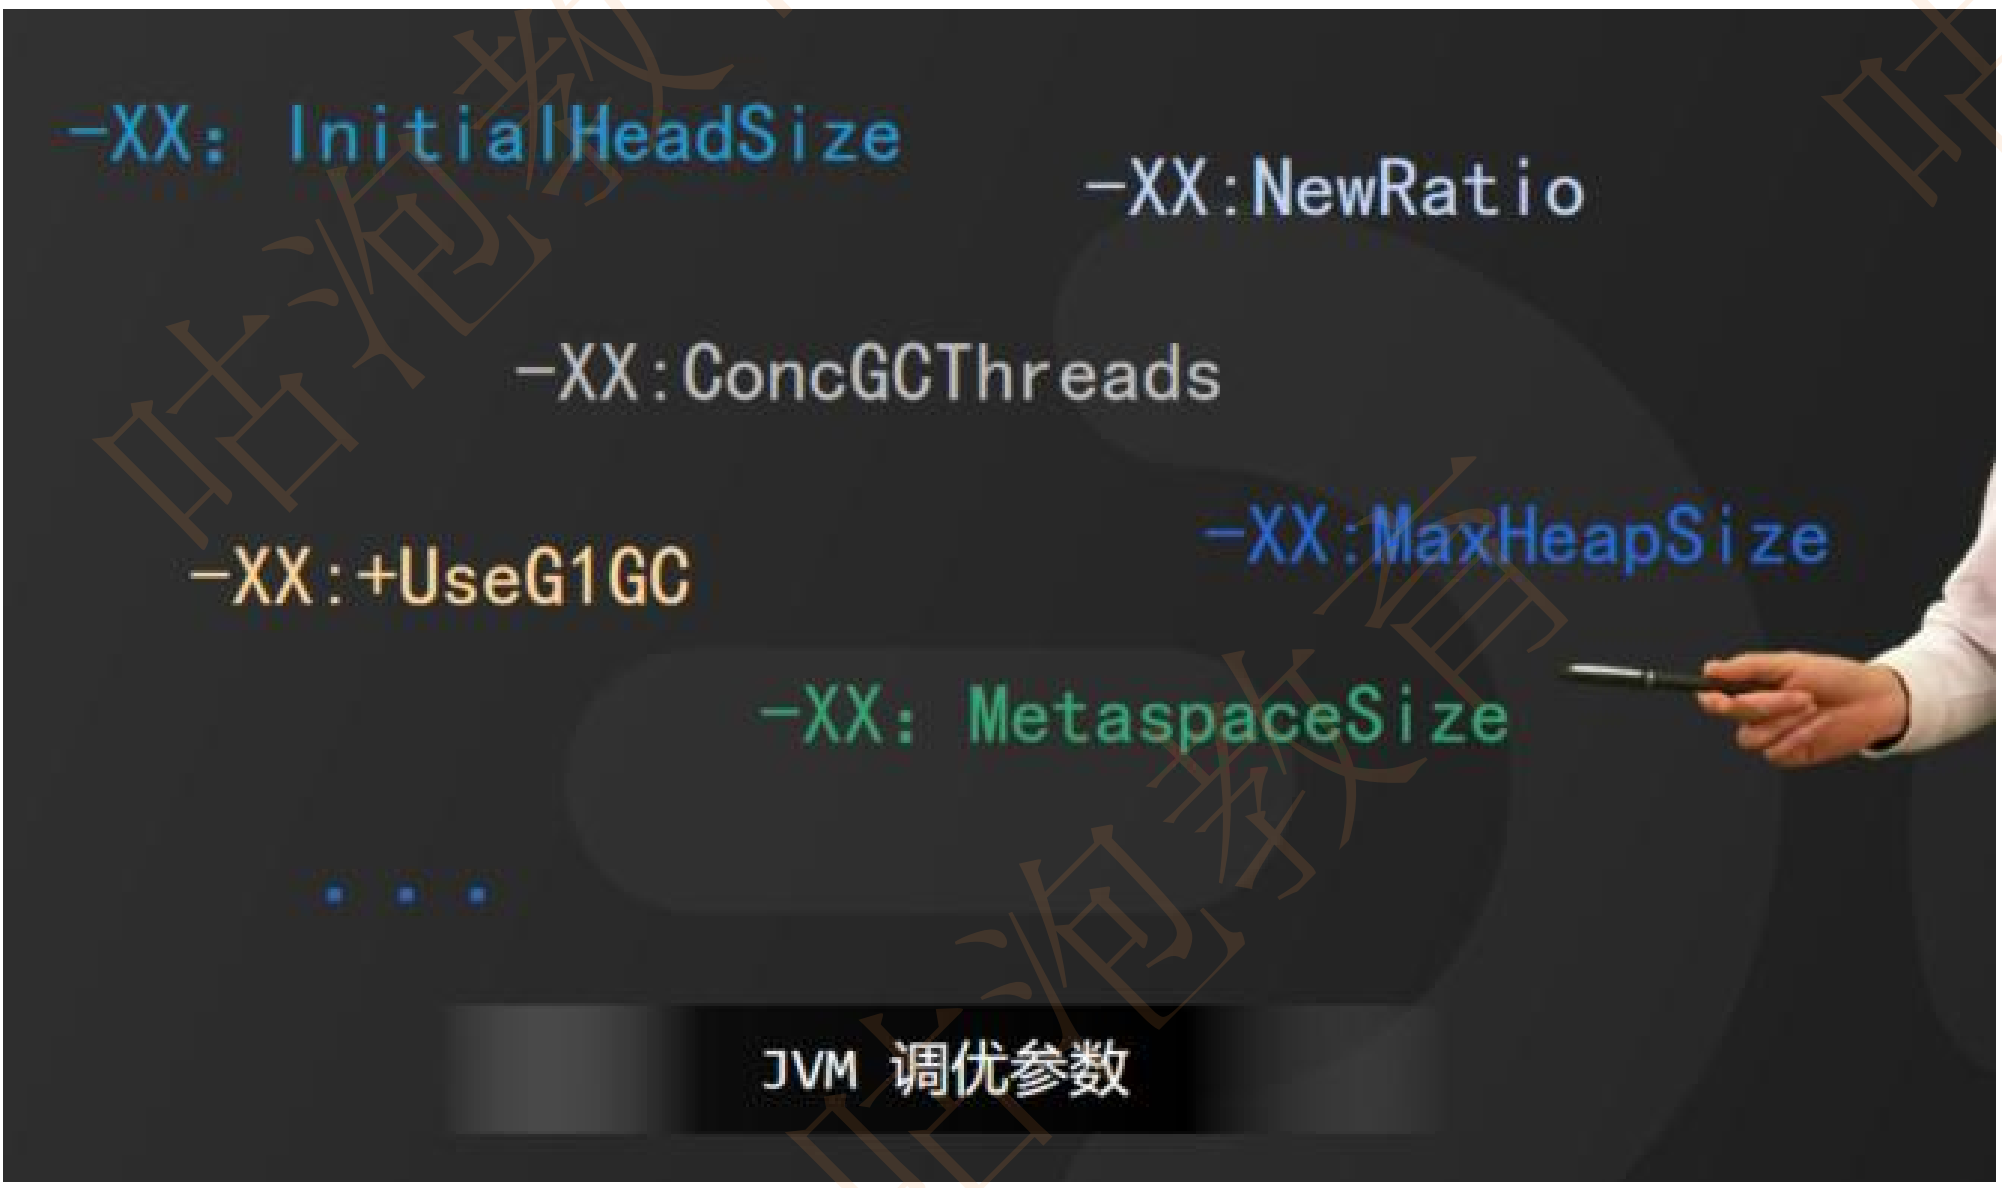 -XX： InitialHeadSize
-XX:NewRatio
-XX:ConcGCThreads
-XX:MaxHeapSize
-XX:+UseG1GC
-XX： MetaspaceSize
...
JVM 调优参数
咕泡教育
咕泡教育
咕